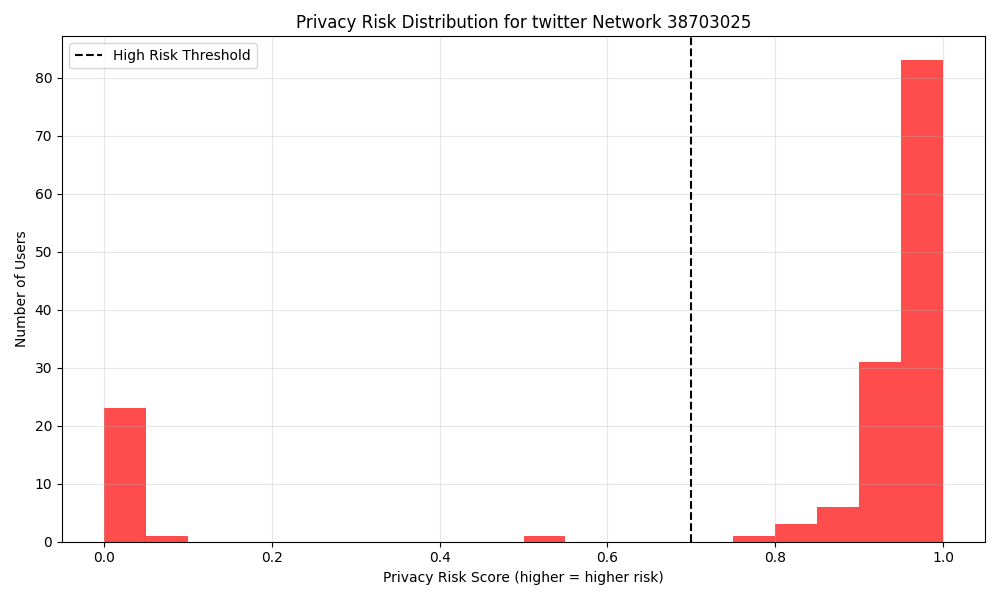 Privacy Risk Distribution for twitter Network 38703025
High Risk Threshold
Number of Users
80
70
60
50
40
30
20
10
0
0.0 0.2 0.4 0.6 0.8 1.0
Privacy Risk Score (higher = higher risk)